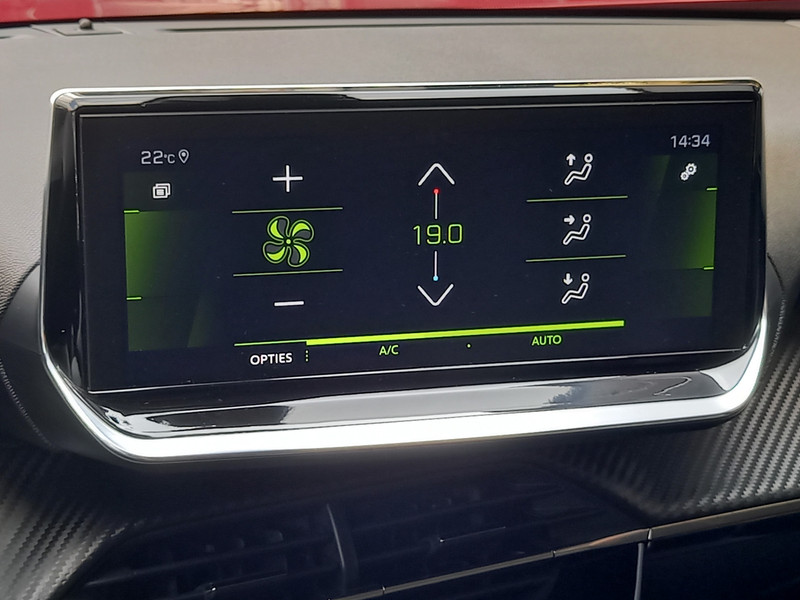 22°C
14:34
19.0
OPTIES
A/C
AUTO